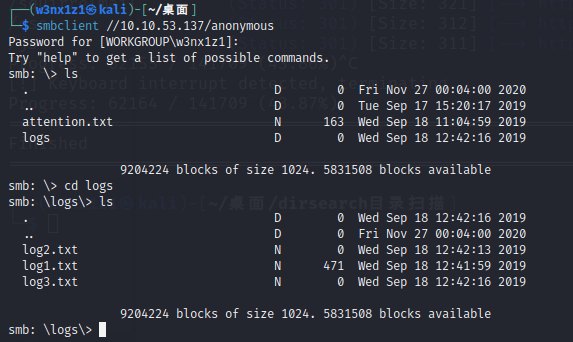 ┌──(w3nx1z1㉿kali)-[~/桌面]
└─$ smbclient //10.10.53.137/anonymous
Password for [WORKGROUP\w3nx1z1]:
Try "help" to get a list of possible commands.
smb: \> ls
  .                                   D        0  Fri Nov 27 00:04:00 2020
  ..                                  D        0  Tue Sep 17 15:20:17 2019
  attention.txt                       N      163  Wed Sep 18 11:04:59 2019
  logs                                D        0  Wed Sep 18 12:42:16 2019
                9204224 blocks of size 1024. 5831508 blocks available
smb: \> cd logs
smb: \logs\> ls
  .                                   D        0  Wed Sep 18 12:42:16 2019
  ..                                  D        0  Fri Nov 27 00:04:00 2020
  log2.txt                            N        0  Wed Sep 18 12:42:13 2019
  log1.txt                            N      471  Wed Sep 18 12:41:59 2019
  log3.txt                            N        0  Wed Sep 18 12:42:16 2019
                9204224 blocks of size 1024. 5831508 blocks available
smb: \logs\>